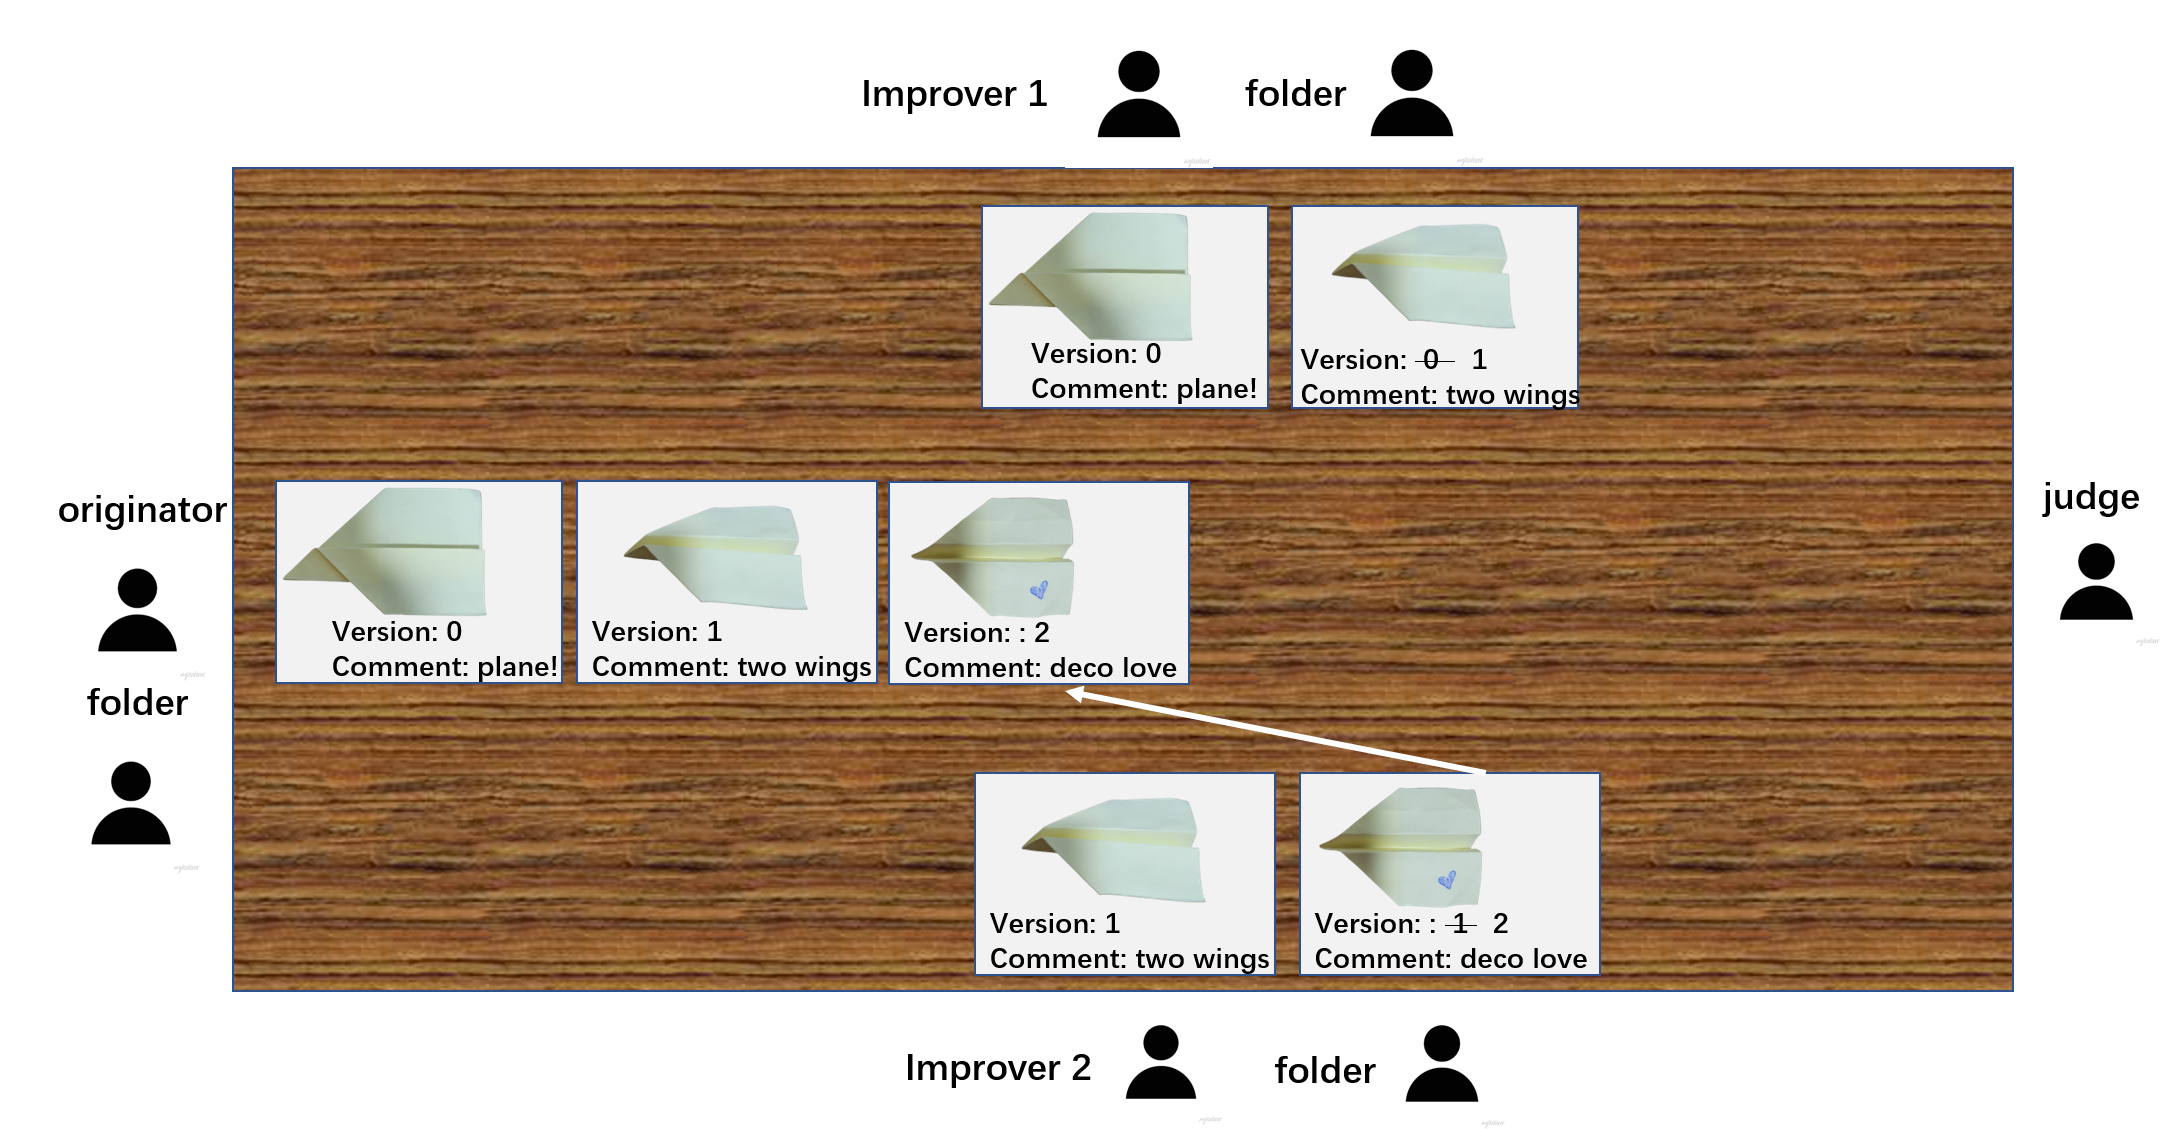 Improver 1
folder
Version: 0
Comment: plane!
Version: 0 1
Comment: two wings
originator
judge
Version: 0
Comment: plane!
Version: 1
Comment: two wings
Version: : 2
Comment: deco love
folder
Version: 1
Comment: two wings
Version: : 1 2
Comment: deco love
Improver 2
folder